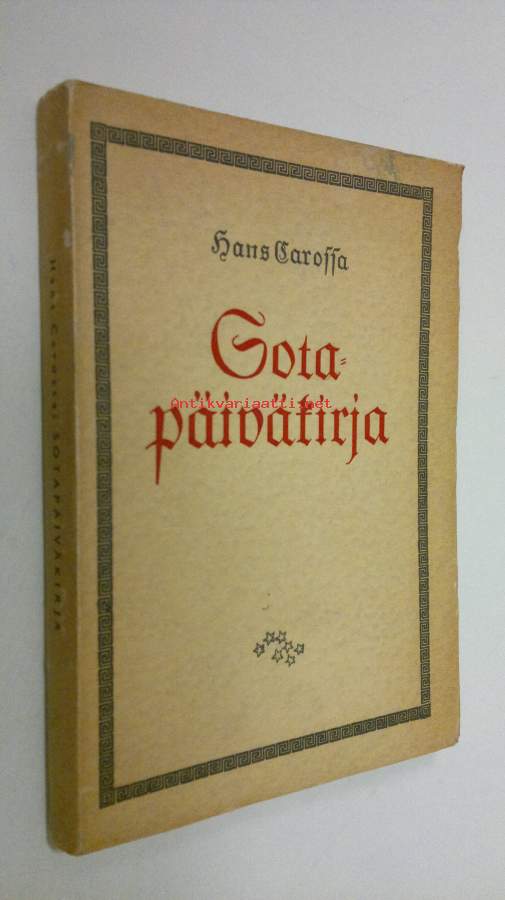 Hans Carossa
Sota-
päiväkirja
Antikvariaatti.net
Hans Carossa: SOTAPÄIVÄKIRJA